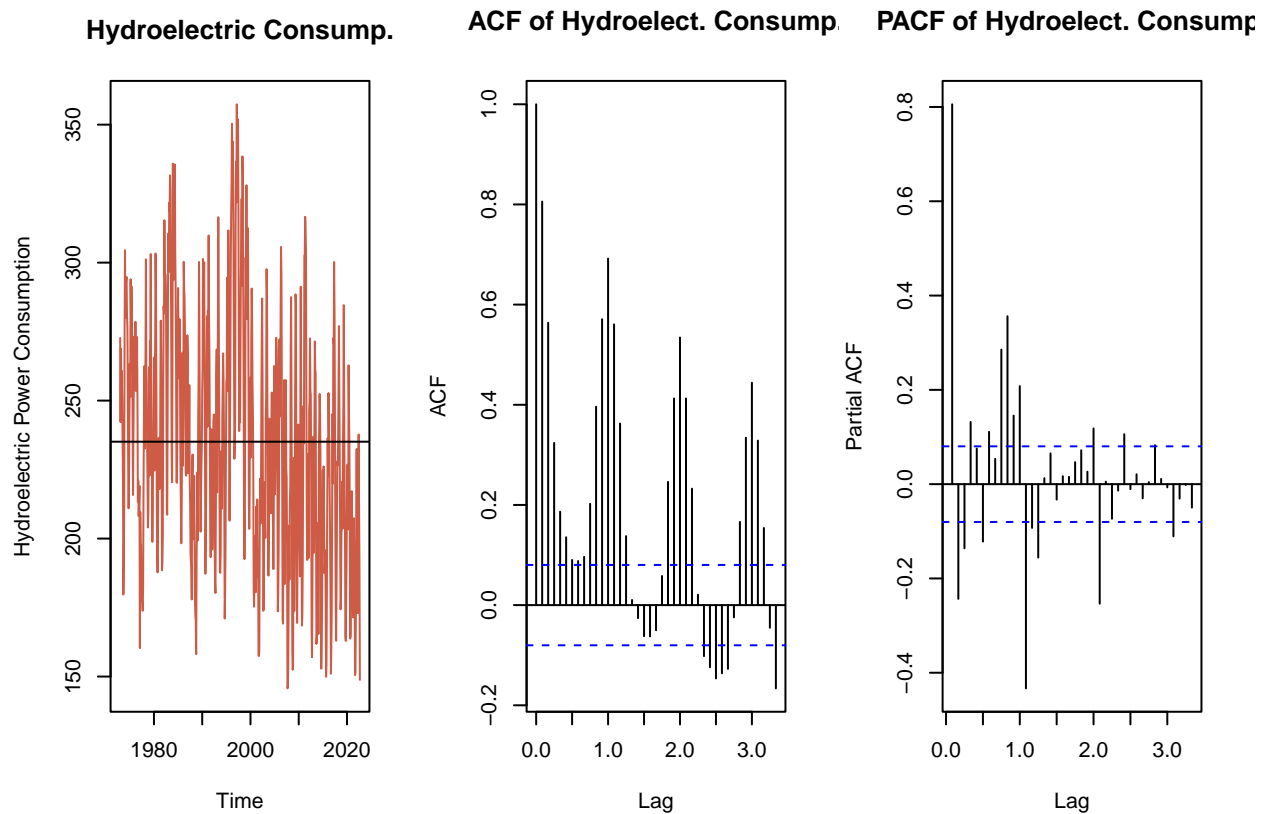 Hydroelectric Consump.
Hydroelectric Power Consumption
350
300
250
200
150
1980 2000 2020
Time
ACF of Hydroelect. Consump.
ACF
1.0
0.8
0.6
0.4
0.2
0.0
−0.2
0.0 1.0 2.0 3.0
Lag
PACF of Hydroelect. Consump
Partial ACF
0.8
0.6
0.4
0.2
0.0
−0.2
−0.4
0.0 1.0 2.0 3.0
Lag